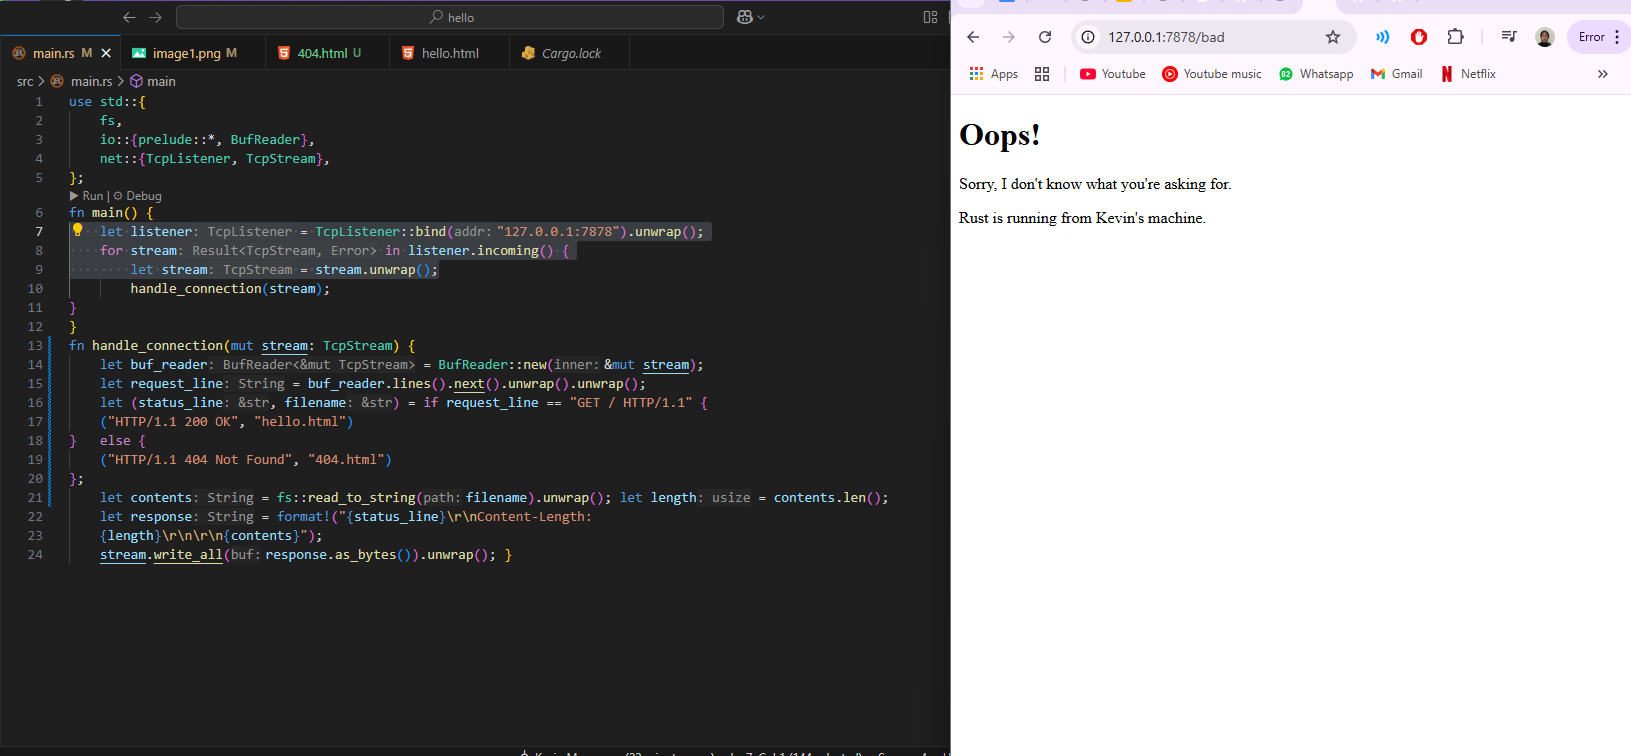 hello
main.rs M
image1.png M
404.html U
hello.html
Cargo.lock
src > main.rs > main
1 use std::{
2 fs,
3 io::{prelude::*, BufReader},
4 net::{TcpListener, TcpStream},
5 };
Run | Debug
6 fn main() {
7 let listener: TcpListener = TcpListener::bind(addr: "127.0.0.1:7878").unwrap();
8 for stream: Result<TcpStream, Error> in listener.incoming() {
9 let stream: TcpStream = stream.unwrap();
10 handle_connection(stream);
11 }
12 }
13 fn handle_connection(mut stream: TcpStream) {
14 let buf_reader: BufReader<&mut TcpStream> = BufReader::new(inner: &mut stream);
15 let request_line: String = buf_reader.lines().next().unwrap().unwrap();
16 let (status_line: &str, filename: &str) = if request_line == "GET / HTTP/1.1" {
17 ("HTTP/1.1 200 OK", "hello.html")
18 } else {
19 ("HTTP/1.1 404 Not Found", "404.html")
20 };
21 let contents: String = fs::read_to_string(path: filename).unwrap(); let length: usize = contents.len();
22 let response: String = format!("{status_line}\r\nContent-Length:
23 {length}\r\n\r\n{contents}");
24 stream.write_all(buf: response.as_bytes()).unwrap(); }
127.0.0.1:7878/bad
Error
Apps
Youtube
Youtube music
82
Whatsapp
Gmail
Netflix
Oops!
Sorry, I don't know what you're asking for.
Rust is running from Kevin's machine.